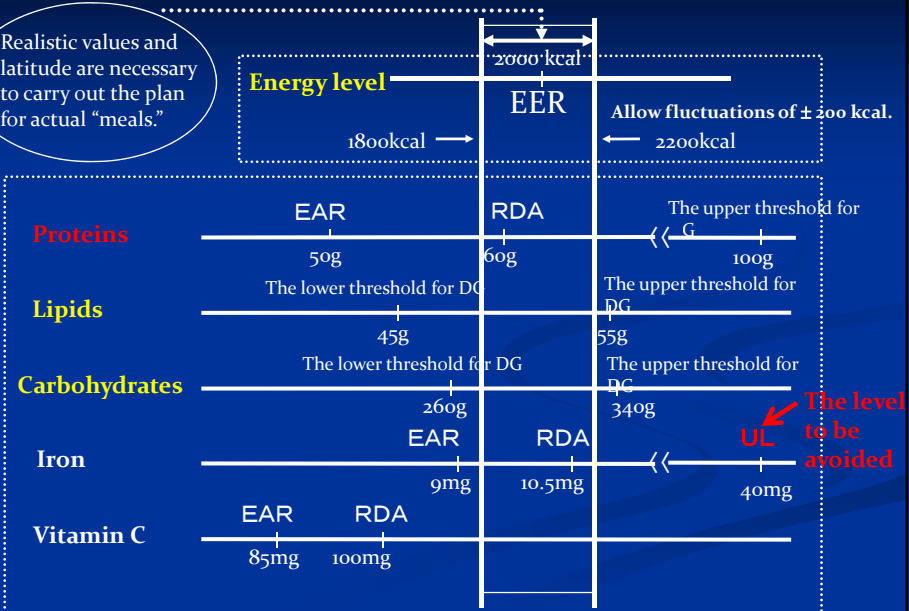 Realistic values and
latitude are necessary
to carry out the plan
for actual “meals.”
2000 kcal
Energy level
EER
Allow fluctuations of ± 200 kcal.
1800kcal
2200kcal
EAR
RDA
The upper threshold for
G
Proteins
50g
60g
100g
The lower threshold for DG
The upper threshold for
DG
Lipids
45g
55g
The lower threshold for DG
The upper threshold for
DG
Carbohydrates
260g
340g
The level
to be
avoided
EAR
RDA
UL
Iron
9mg
10.5mg
40mg
EAR
RDA
Vitamin C
85mg
100mg